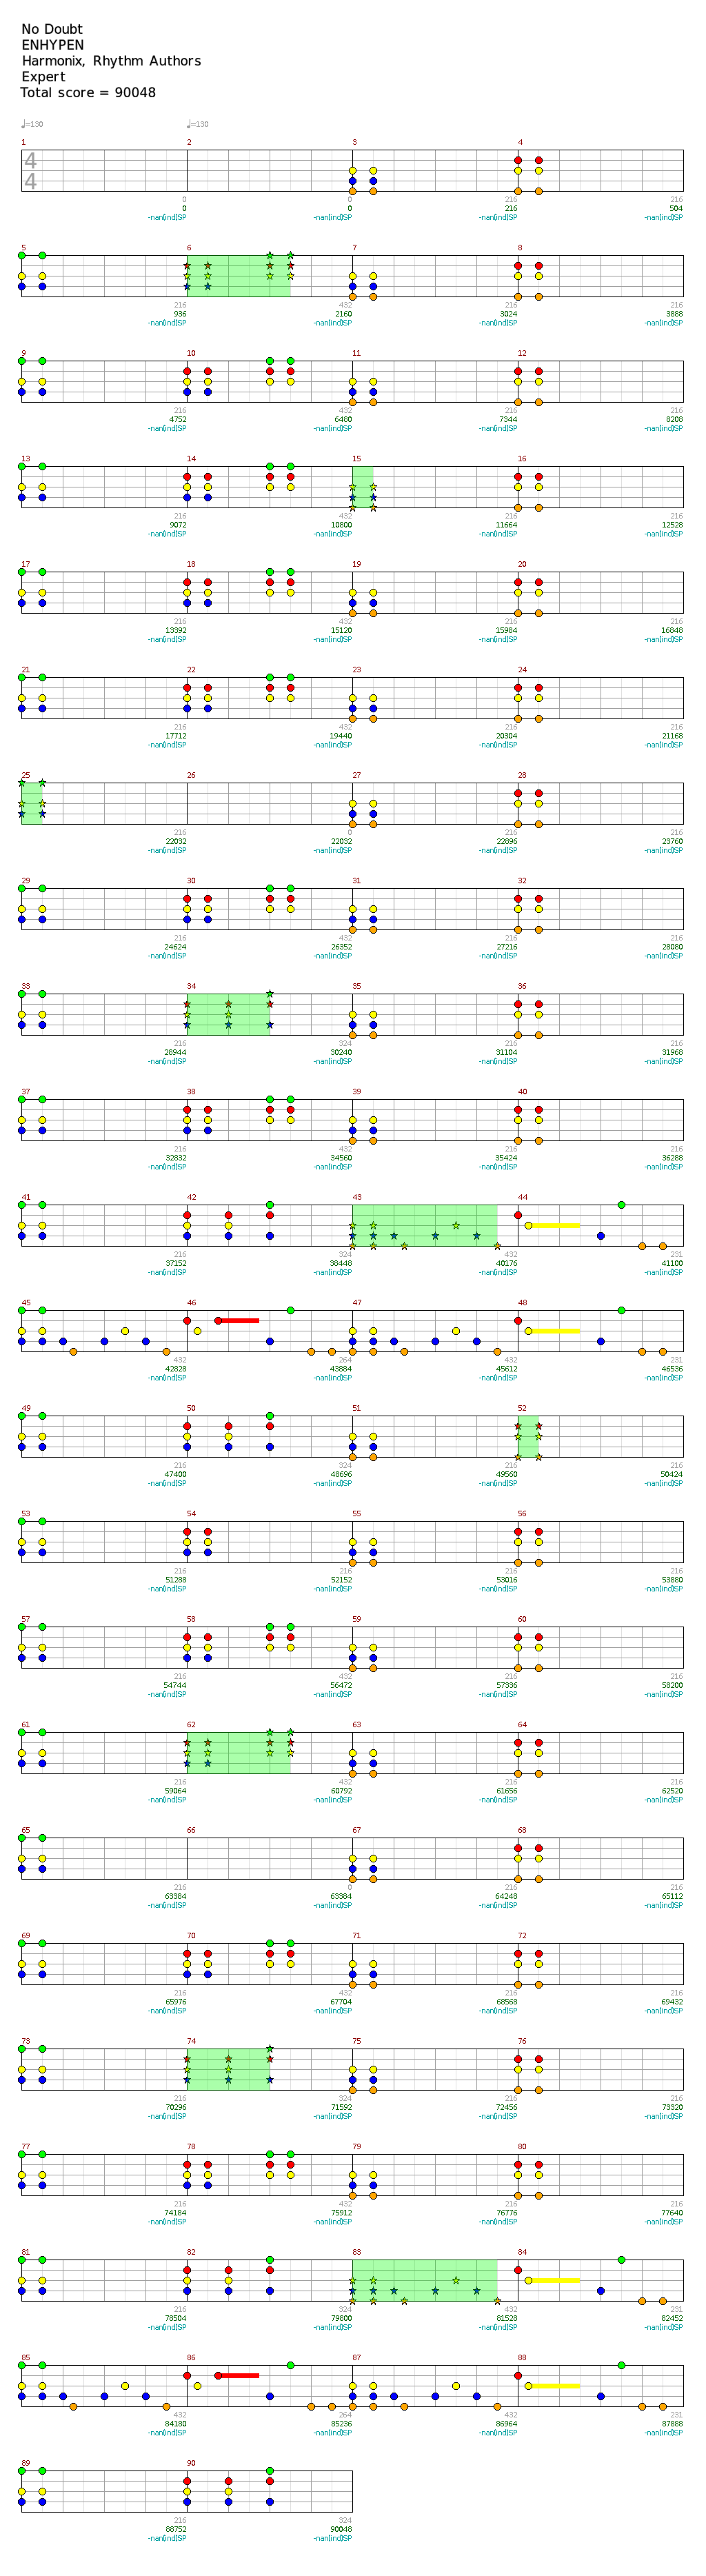 No Doubt
ENHYPEN
Harmonix, Rhythm Authors
Expert
Total score = 90048
♩=130 ♩=130
1 2 3 4
4
4
0 0 216 216
0 0 216 504
-nan(ind)SP -nan(ind)SP -nan(ind)SP -nan(ind)SP
5 6 7 8
216 432 216 216
936 2160 3024 3888
-nan(ind)SP -nan(ind)SP -nan(ind)SP -nan(ind)SP
9 10 11 12
216 432 216 216
4752 6480 7344 8208
-nan(ind)SP -nan(ind)SP -nan(ind)SP -nan(ind)SP
13 14 15 16
216 432 216 216
9072 10800 11664 12528
-nan(ind)SP -nan(ind)SP -nan(ind)SP -nan(ind)SP
17 18 19 20
216 432 216 216
13392 15120 15984 16848
-nan(ind)SP -nan(ind)SP -nan(ind)SP -nan(ind)SP
21 22 23 24
216 432 216 216
17712 19440 20304 21168
-nan(ind)SP -nan(ind)SP -nan(ind)SP -nan(ind)SP
25 26 27 28
216 0 216 216
22032 22032 22896 23760
-nan(ind)SP -nan(ind)SP -nan(ind)SP -nan(ind)SP
29 30 31 32
216 432 216 216
24624 26352 27216 28080
-nan(ind)SP -nan(ind)SP -nan(ind)SP -nan(ind)SP
33 34 35 36
216 324 216 216
28944 30240 31104 31968
-nan(ind)SP -nan(ind)SP -nan(ind)SP -nan(ind)SP
37 38 39 40
216 432 216 216
32832 34560 35424 36288
-nan(ind)SP -nan(ind)SP -nan(ind)SP -nan(ind)SP
41 42 43 44
216 324 432 231
37152 38448 40176 41100
-nan(ind)SP -nan(ind)SP -nan(ind)SP -nan(ind)SP
45 46 47 48
432 264 432 231
42828 43884 45612 46536
-nan(ind)SP -nan(ind)SP -nan(ind)SP -nan(ind)SP
49 50 51 52
216 324 216 216
47400 48696 49560 50424
-nan(ind)SP -nan(ind)SP -nan(ind)SP -nan(ind)SP
53 54 55 56
216 216 216 216
51288 52152 53016 53880
-nan(ind)SP -nan(ind)SP -nan(ind)SP -nan(ind)SP
57 58 59 60
216 432 216 216
54744 56472 57336 58200
-nan(ind)SP -nan(ind)SP -nan(ind)SP -nan(ind)SP
61 62 63 64
216 432 216 216
59064 60792 61656 62520
-nan(ind)SP -nan(ind)SP -nan(ind)SP -nan(ind)SP
65 66 67 68
216 0 216 216
63384 63384 64248 65112
-nan(ind)SP -nan(ind)SP -nan(ind)SP -nan(ind)SP
69 70 71 72
216 432 216 216
65976 67704 68568 69432
-nan(ind)SP -nan(ind)SP -nan(ind)SP -nan(ind)SP
73 74 75 76
216 324 216 216
70296 71592 72456 73320
-nan(ind)SP -nan(ind)SP -nan(ind)SP -nan(ind)SP
77 78 79 80
216 432 216 216
74184 75912 76776 77640
-nan(ind)SP -nan(ind)SP -nan(ind)SP -nan(ind)SP
81 82 83 84
216 324 432 231
78504 79800 81528 82452
-nan(ind)SP -nan(ind)SP -nan(ind)SP -nan(ind)SP
85 86 87 88
432 264 432 231
84180 85236 86964 87888
-nan(ind)SP -nan(ind)SP -nan(ind)SP -nan(ind)SP
89 90
216 324
88752 90048
-nan(ind)SP -nan(ind)SP